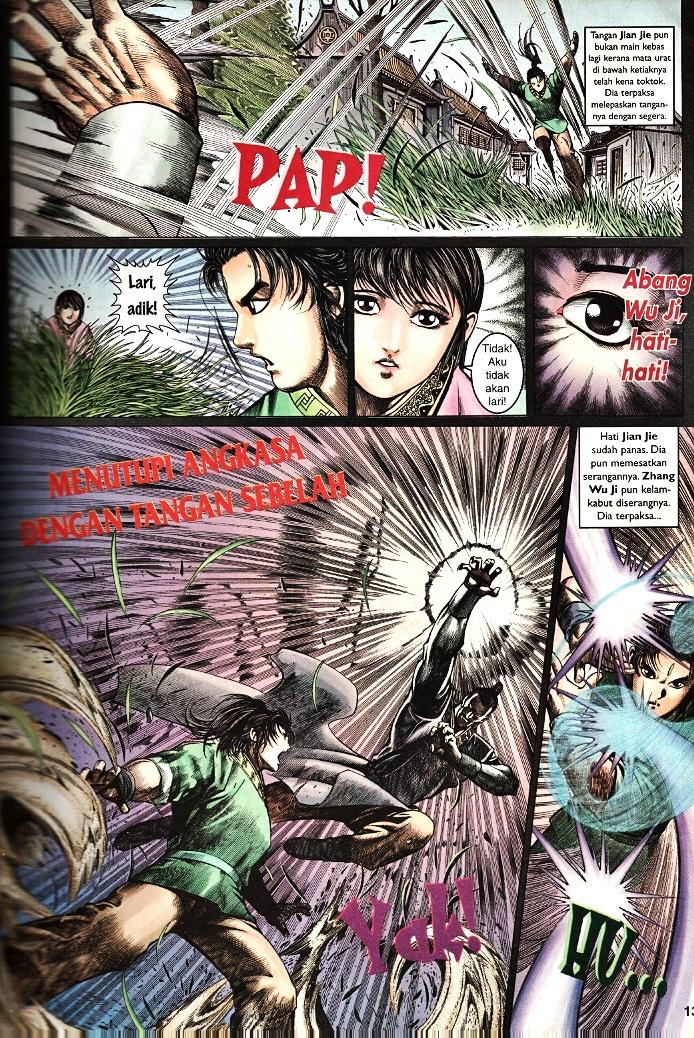 Tangan Jian Jie pun
bukan main kebas
lagi kerana mata urat
di bawah ketiaknya
telah kena toktok.
Dia terpaksa
melepaskan tangan-
nya dengan segera.
PAP!
Lari,
adik!
Tidak!
Aku
tidak
akan
lari!
Abang
Wu Ji,
hati-
hati!
MENUTUPI ANGKASA
DENGAN TANGAN SEBELAH
Hati Jian Jie
sudah panas. Dia
pun memesatkan
serangannya. Zhang
Wu Ji pun kelam-
kabut diserangnya.
Dia terpaksa...
Yak!
HU...